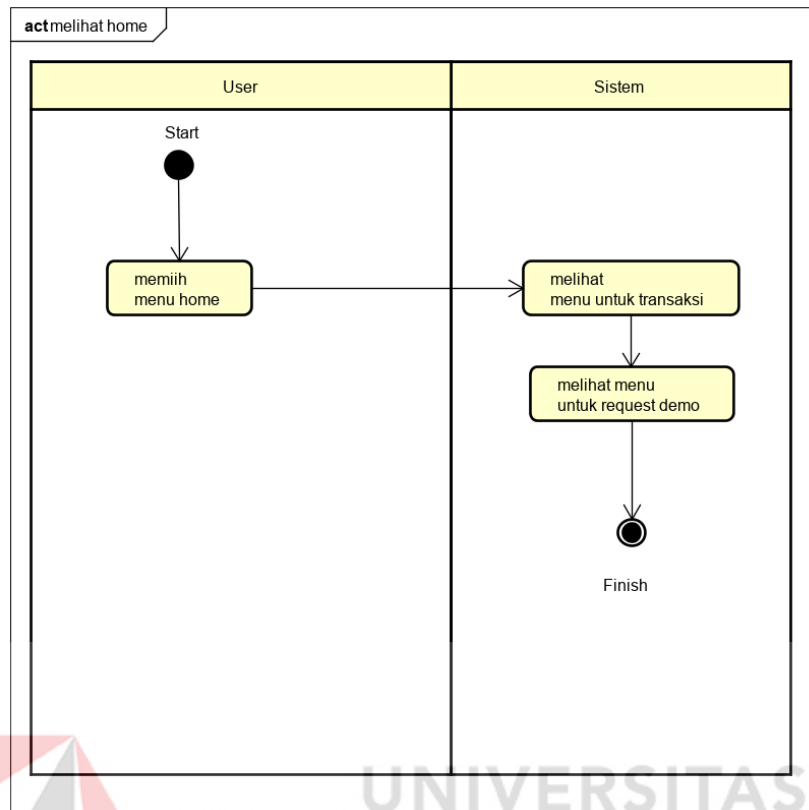 act melihat home
User
Sistem
Start
memiih
menu home
melihat
menu untuk transaksi
melihat menu
untuk request demo
Finish
UNIVERSITAS